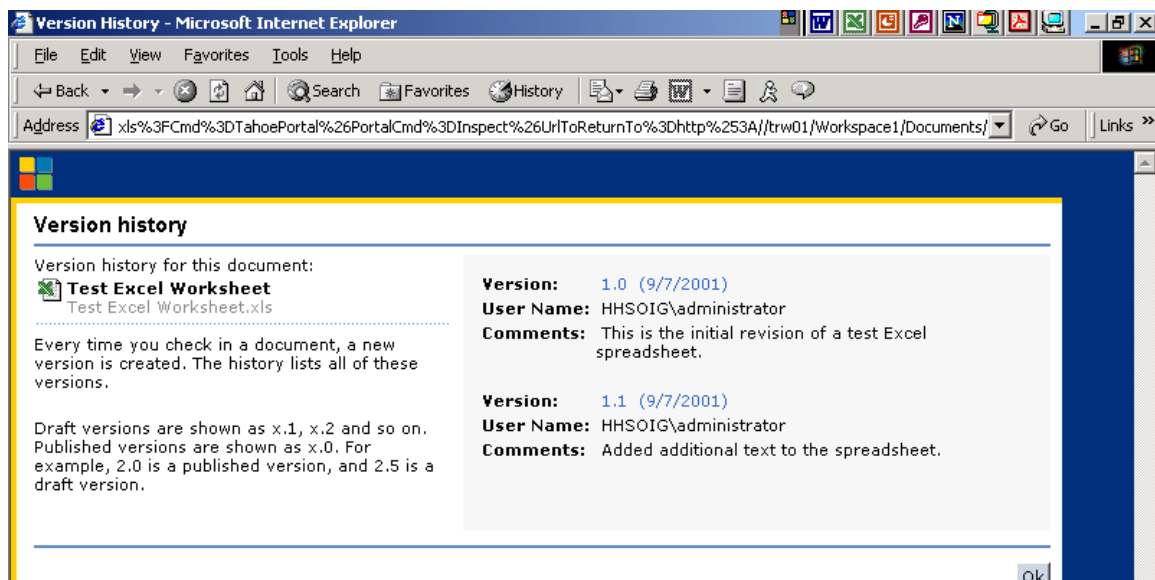 Version History - Microsoft Internet Explorer
File Edit View Favorites Tools Help
Back Search Favorites History
Address xls%3FCmd%3DTahoePortal%26PortalCmd%3DInspect%26UrlToReturnTo%3Dhttp%253A//trw01/Workspace1/Documents/ Go Links »
Version history
Version history for this document:
Test Excel Worksheet
Test Excel Worksheet.xls
Every time you check in a document, a new
version is created. The history lists all of these
versions.
Draft versions are shown as x.1, x.2 and so on.
Published versions are shown as x.0. For
example, 2.0 is a published version, and 2.5 is a
draft version.
Version: 1.0 (9/7/2001)
User Name: HHSOIG\administrator
Comments: This is the initial revision of a test Excel
spreadsheet.
Version: 1.1 (9/7/2001)
User Name: HHSOIG\administrator
Comments: Added additional text to the spreadsheet.
Ok